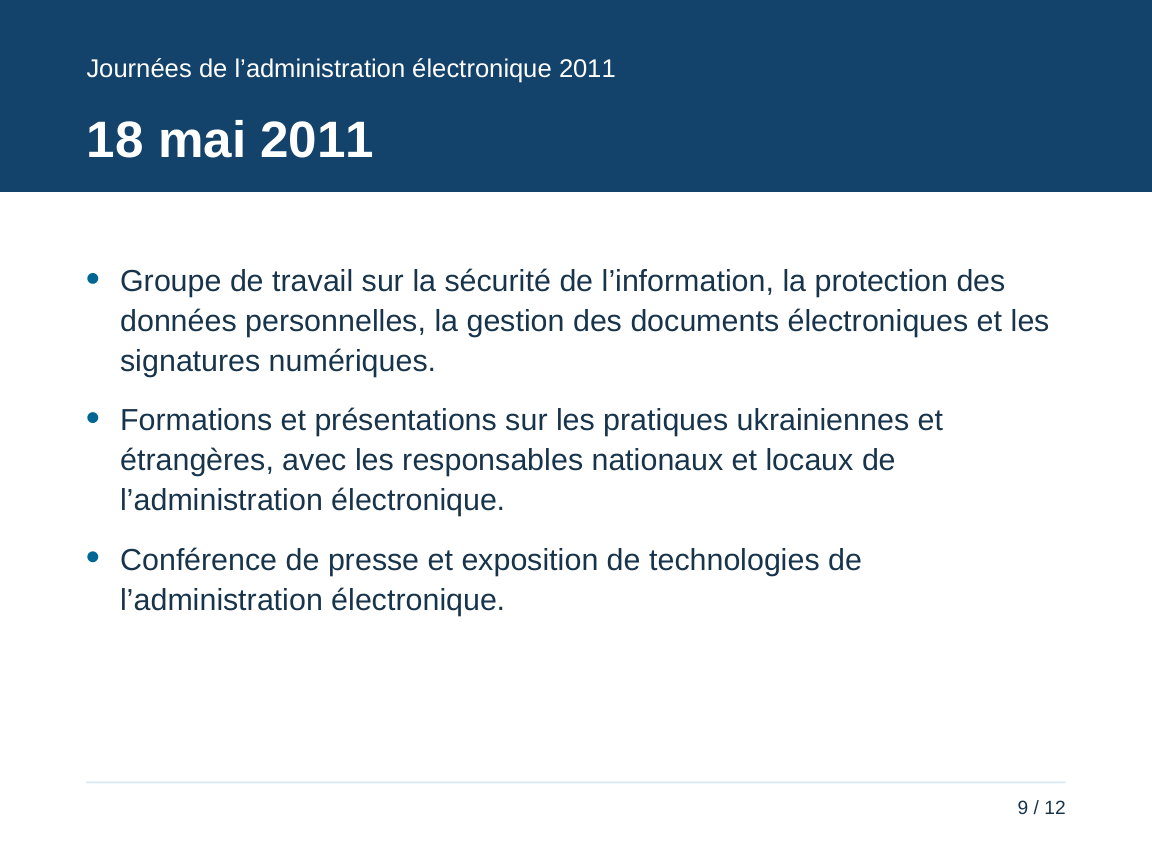 Journées de l’administration électronique 2011
18 mai 2011
• Groupe de travail sur la sécurité de l’information, la protection des
données personnelles, la gestion des documents électroniques et les
signatures numériques.
• Formations et présentations sur les pratiques ukrainiennes et
étrangères, avec les responsables nationaux et locaux de
l’administration électronique.
• Conférence de presse et exposition de technologies de
l’administration électronique.
9 / 12